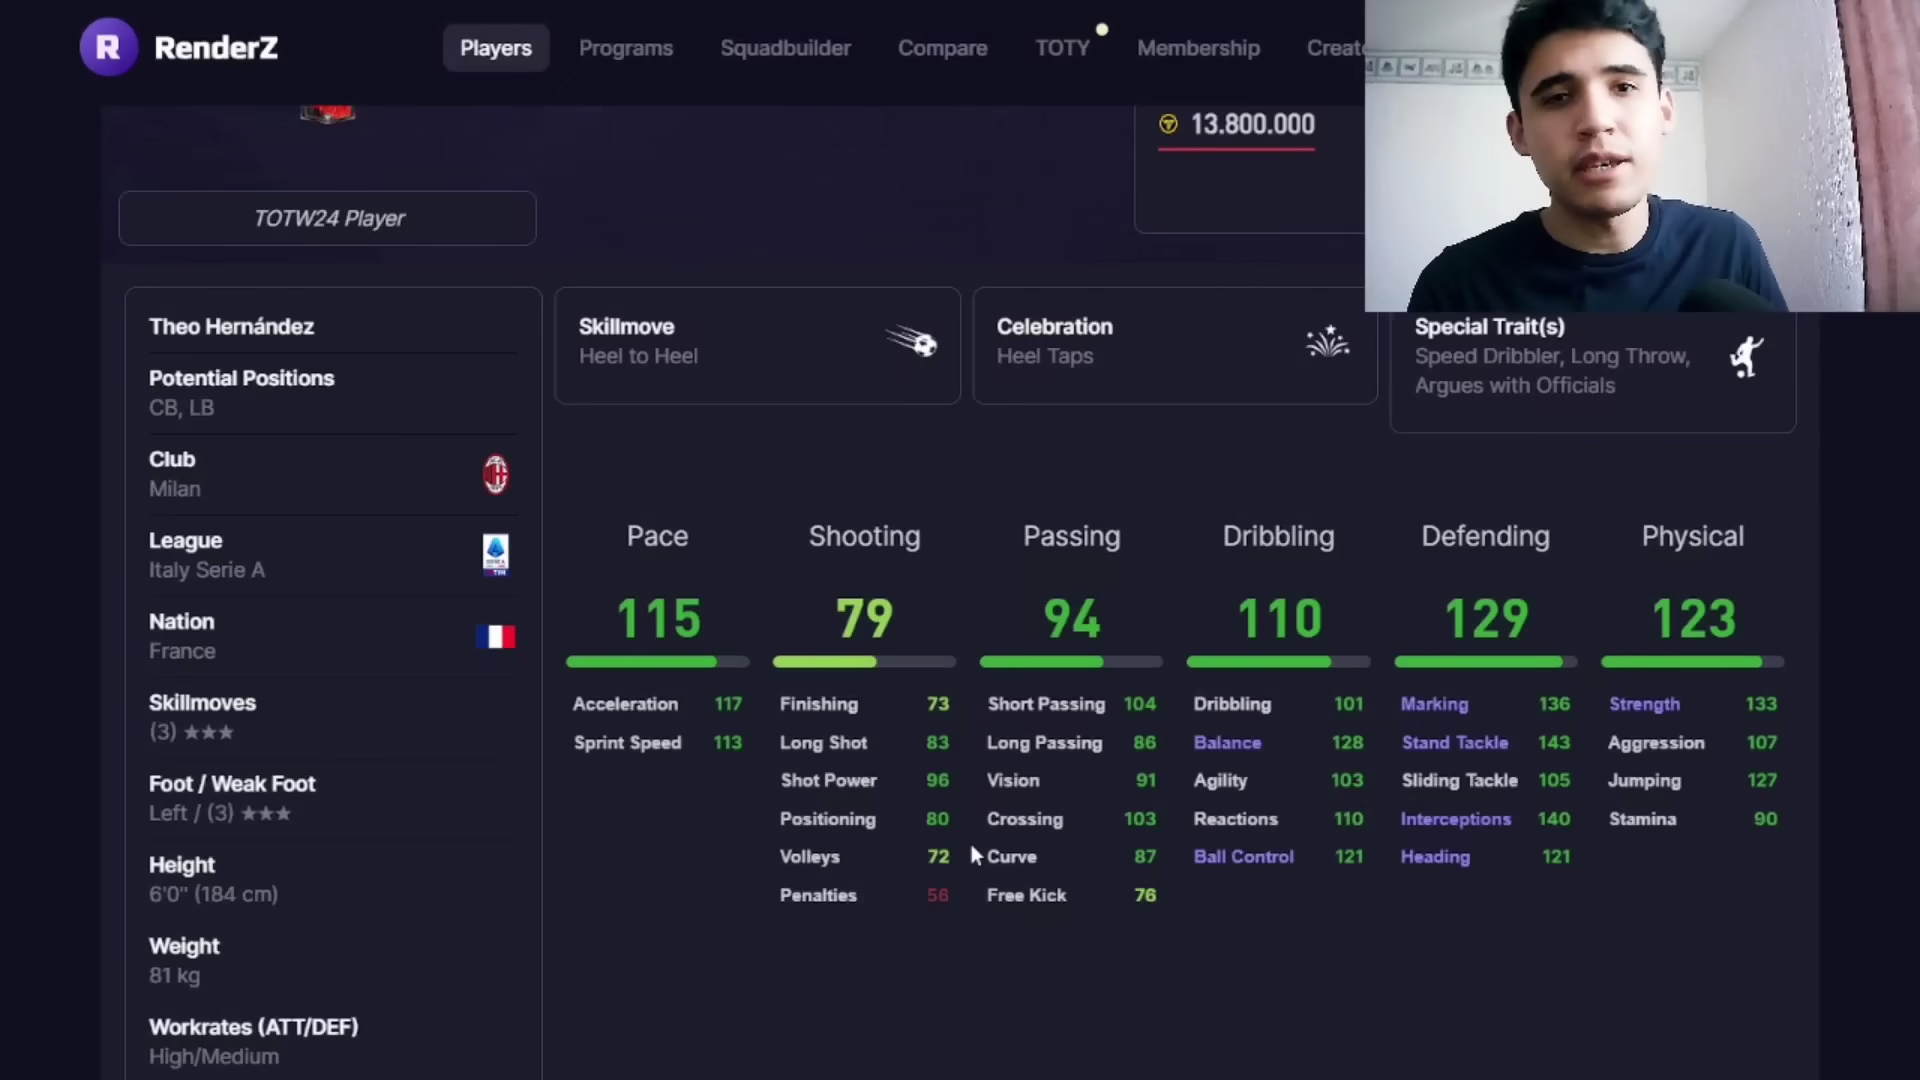 R RenderZ
Players Programs Squadbuilder Compare TOTY Membership Create
13.800.000
TOTW24 Player
Theo Hernández
Potential Positions
CB, LB
Club
Milan
League
Italy Serie A
Nation
France
Skillmoves
(3) ★★★
Foot / Weak Foot
Left / (3) ★★★
Height
6'0" (184 cm)
Weight
81 kg
Workrates (ATT/DEF)
High/Medium
Skillmove
Heel to Heel
Celebration
Heel Taps
Special Trait(s)
Speed Dribbler, Long Throw,
Argues with Officials
Pace
115
Acceleration 117
Sprint Speed 113
Shooting
79
Finishing 73
Long Shot 83
Shot Power 96
Positioning 80
Volleys 72
Penalties 56
Passing
94
Short Passing 104
Long Passing 86
Vision 91
Crossing 103
Curve 87
Free Kick 76
Dribbling
110
Dribbling 101
Balance 128
Agility 103
Reactions 110
Ball Control 121
Defending
129
Marking 136
Stand Tackle 143
Sliding Tackle 105
Interceptions 140
Heading 121
Physical
123
Strength 133
Aggression 107
Jumping 127
Stamina 90